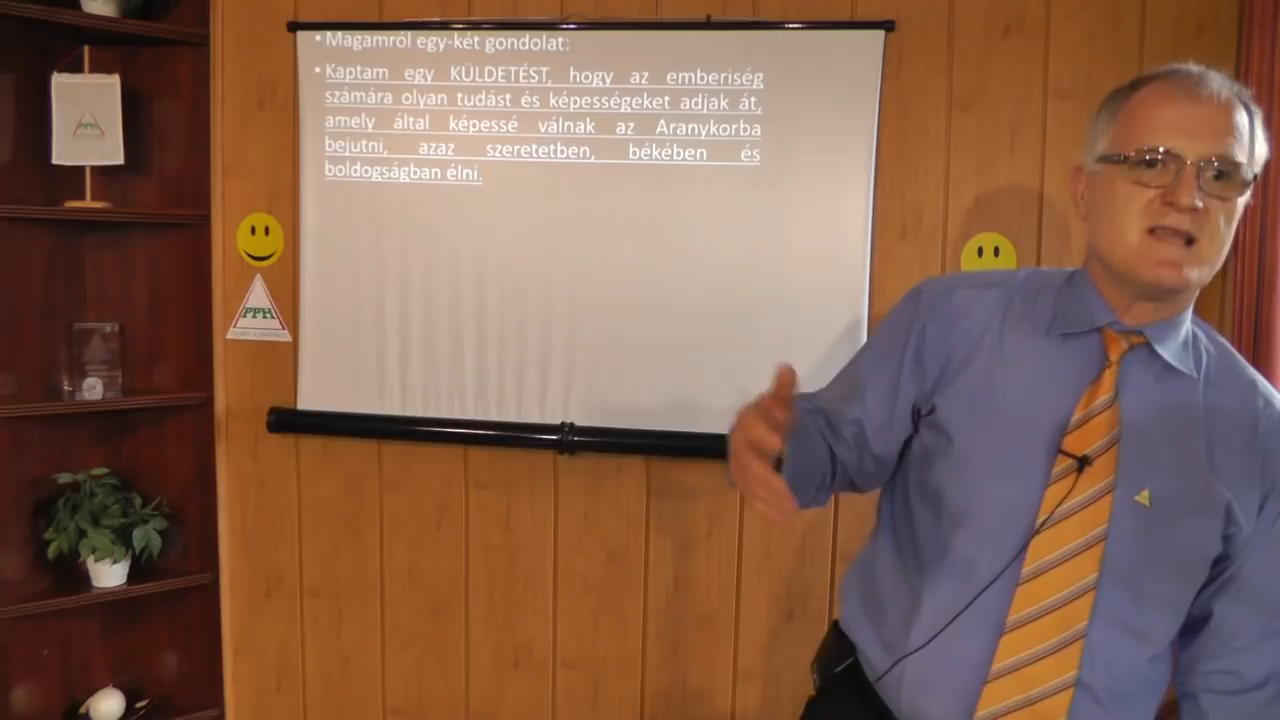 • Magamról egy-két gondolat:
• Kaptam egy KÜLDETÉST, hogy az emberiség
számára olyan tudást és képességeket adjak át,
amely által képessé válnak az Aranykorba
bejutni, azaz szeretetben, békében és
boldogságban élni.
PPH
PPH